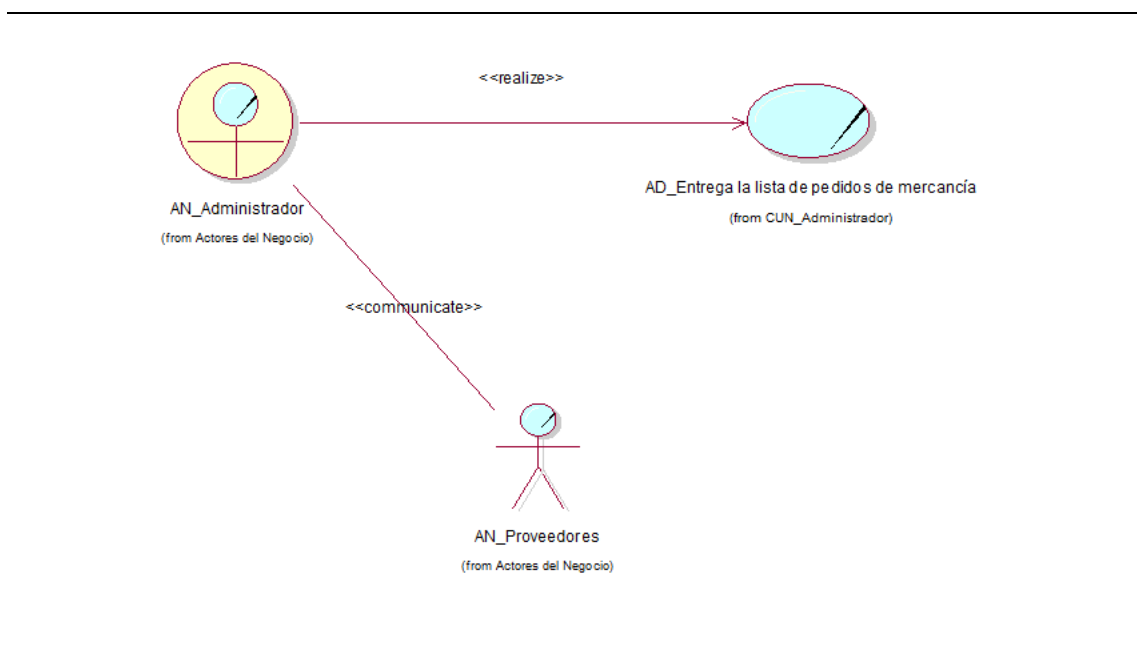 <<realize>>
AD_Entrega la lista de pedidos de mercancía
(from CUN_Administrador)
AN_Administrador
(from Actores del Negocio)
<<communicate>>
AN_Proveedores
(from Actores del Negocio)